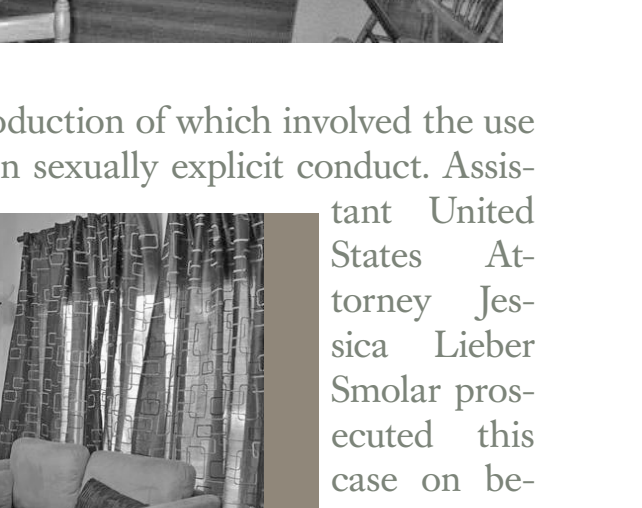 oduction of which involved the use
n sexually explicit conduct. Assis-
tant United
States At-
torney Jes-
sica Lieber
Smolar pros-
ecuted this
case on be-